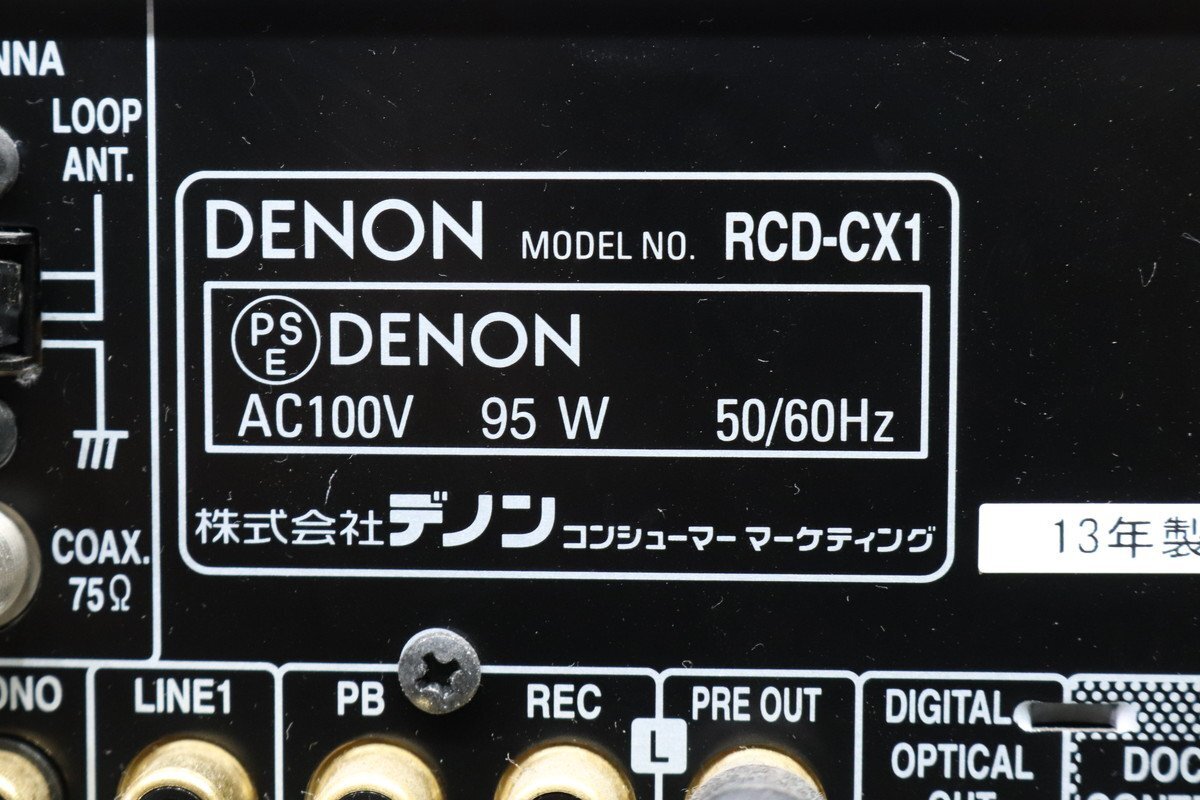 NNA
LOOP
ANT.
DENON MODEL NO. RCD-CX1
PSE DENON
AC100V 95 W 50/60Hz
株式会社デノン コンシューマー マーケティング
13年製
COAX.
75Ω
ONO
LINE1
PB
REC
L
PRE OUT
DIGITAL
OPTICAL
OUT
DOC